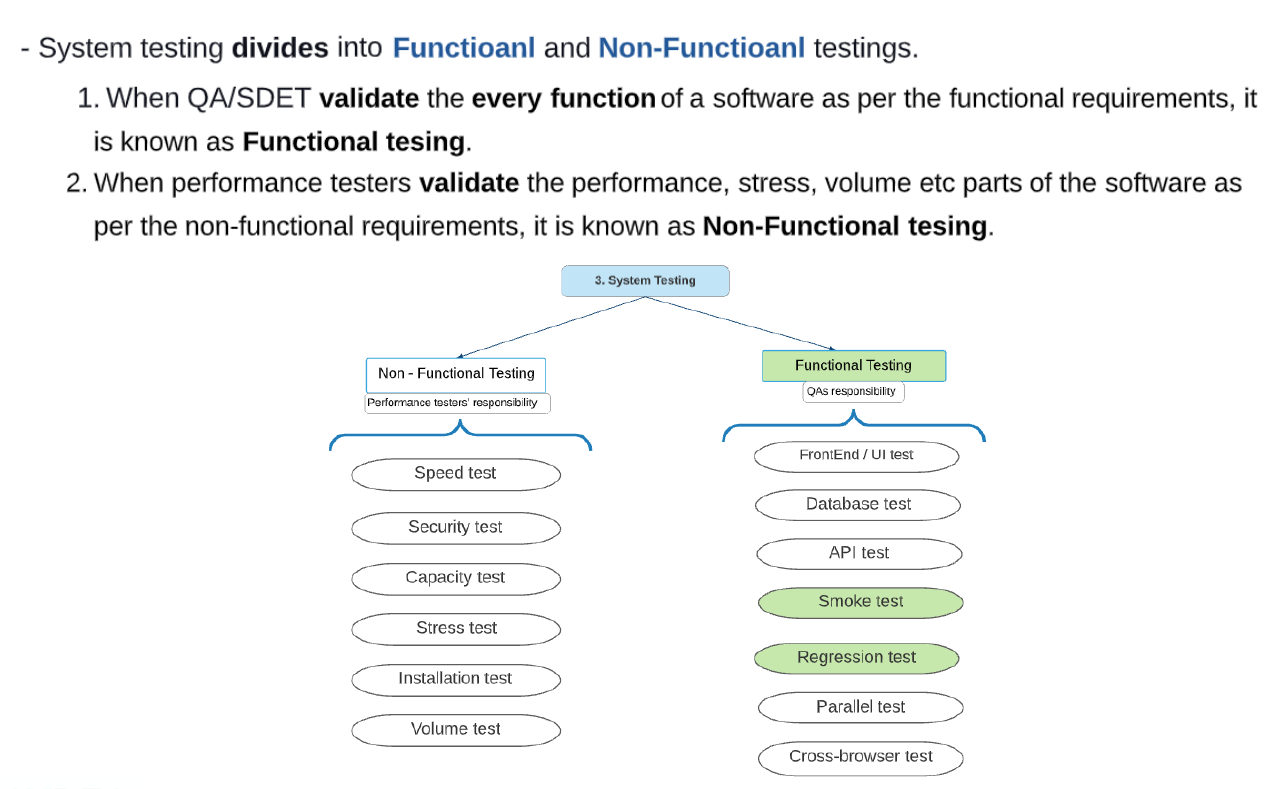 - System testing divides into Functioanl and Non-Functioanl testings.
1. When QA/SDET validate the every function of a software as per the functional requirements, it
is known as Functional tesing.
2. When performance testers validate the performance, stress, volume etc parts of the software as
per the non-functional requirements, it is known as Non-Functional tesing.
3. System Testing
Non - Functional Testing
Performance testers' responsibility
Speed test
Security test
Capacity test
Stress test
Installation test
Volume test
Functional Testing
QAs responsibility
FrontEnd / UI test
Database test
API test
Smoke test
Regression test
Parallel test
Cross-browser test